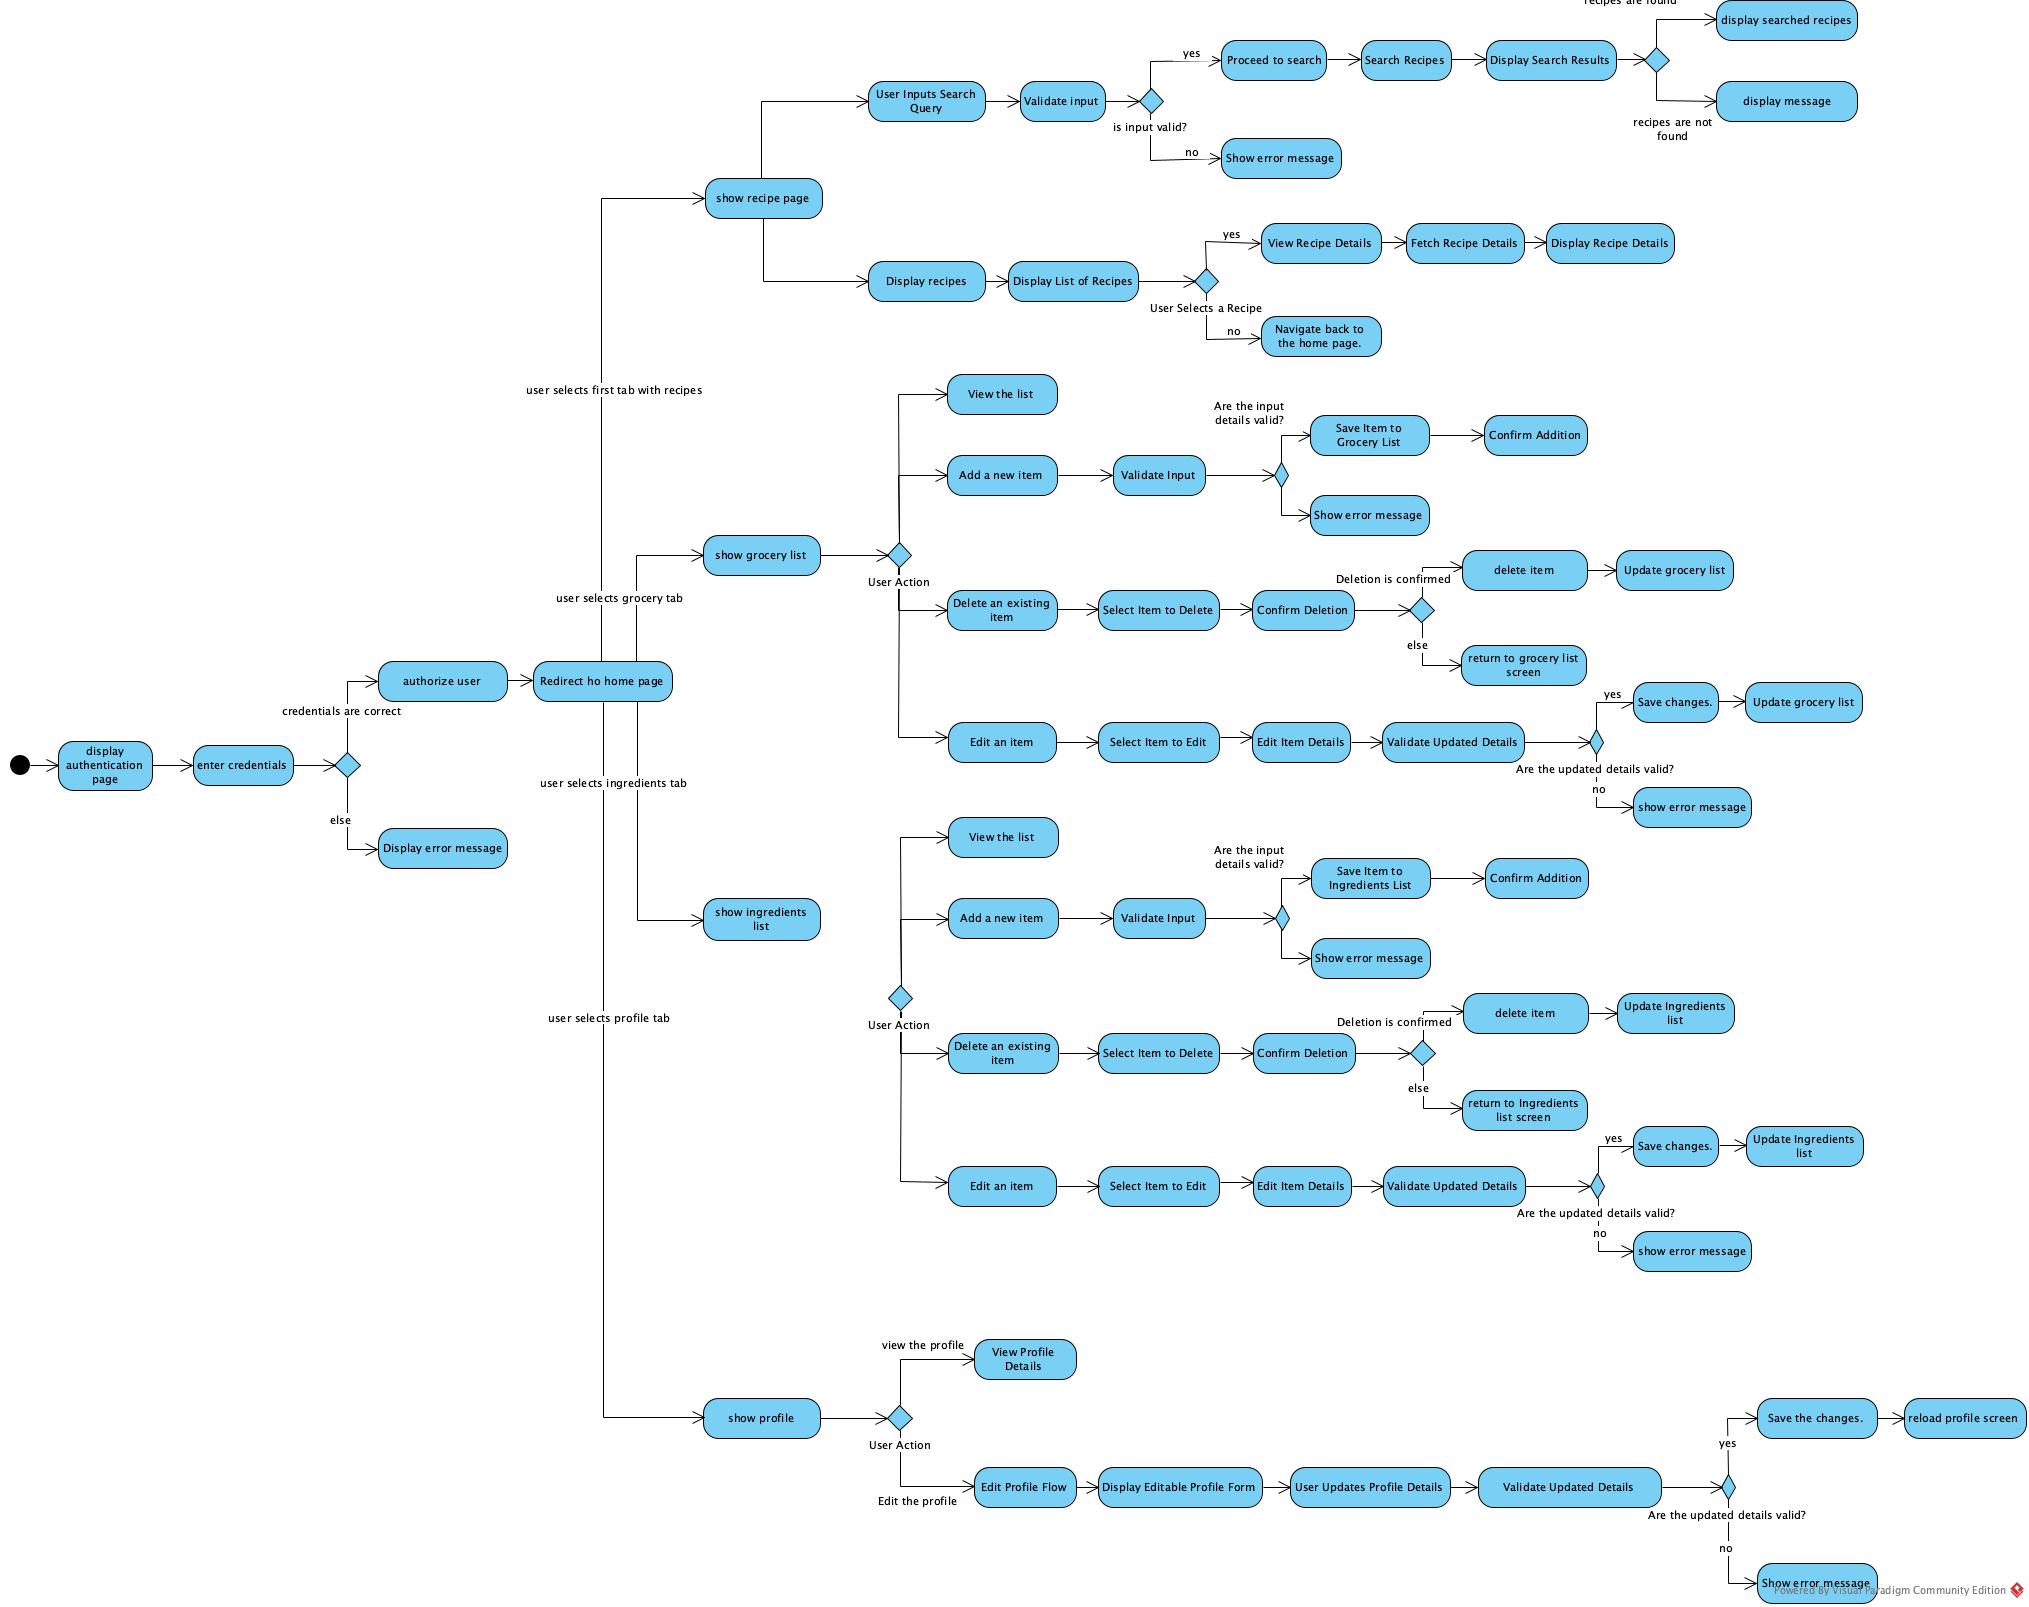 recipes are found
display searched recipes
yes
Proceed to search
Search Recipes
Display Search Results
User Inputs Search
Query
Validate input
is input valid?
display message
recipes are not
found
no
Show error message
show recipe page
yes
View Recipe Details
Fetch Recipe Details
Display Recipe Details
Display recipes
Display List of Recipes
User Selects a Recipe
no
Navigate back to
the home page.
user selects first tab with recipes
View the list
Are the input
details valid?
Save Item to
Grocery List
Confirm Addition
Add a new item
Validate Input
Show error message
show grocery list
User Action
user selects grocery tab
Deletion is confirmed
delete item
Update grocery list
Delete an existing
item
Select Item to Delete
Confirm Deletion
else
return to grocery list
screen
authorize user
Redirect ho home page
credentials are correct
yes
Save changes.
Update grocery list
Edit an item
Select Item to Edit
Edit Item Details
Validate Updated Details
Are the updated details valid?
no
show error message
display
authentication
page
enter credentials
user selects ingredients tab
else
Display error message
View the list
Are the input
details valid?
Save Item to
Ingredients List
Confirm Addition
show ingredients
list
Add a new item
Validate Input
Show error message
User Action
user selects profile tab
Deletion is confirmed
delete item
Update Ingredients
list
Delete an existing
item
Select Item to Delete
Confirm Deletion
else
return to Ingredients
list screen
yes
Save changes.
Update Ingredients
list
Edit an item
Select Item to Edit
Edit Item Details
Validate Updated Details
Are the updated details valid?
no
show error message
view the profile
View Profile
Details
show profile
User Action
Edit the profile
Edit Profile Flow
Display Editable Profile Form
User Updates Profile Details
Validate Updated Details
yes
Save the changes.
reload profile screen
Are the updated details valid?
no
Show error message
Powered By Visual Paradigm Community Edition